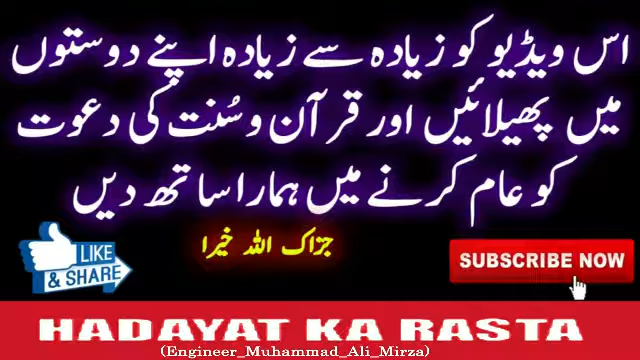 اس ویڈیو کو زیادہ سے زیادہ اپنے دوستوں
میں پھیلائیں اور قرآن و سُنت کی دعوت
کو عام کرنے میں ہمارا ساتھ دیں
جزاک اللہ خیرا
LIKE
& SHARE
SUBSCRIBE NOW
HADAYAT KA RASTA
(Engineer_Muhammad_Ali_Mirza)